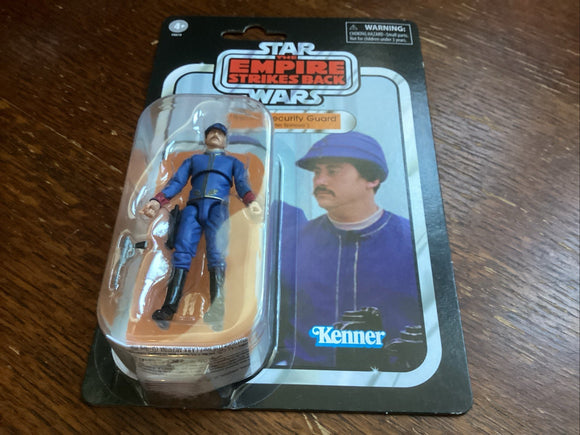 4+
WARNING:
CHOKING HAZARD-Small parts.
Not for children under 3 years.
STAR
THE
EMPIRE
STRIKES BACK
WARS
Security Guard
Kenner